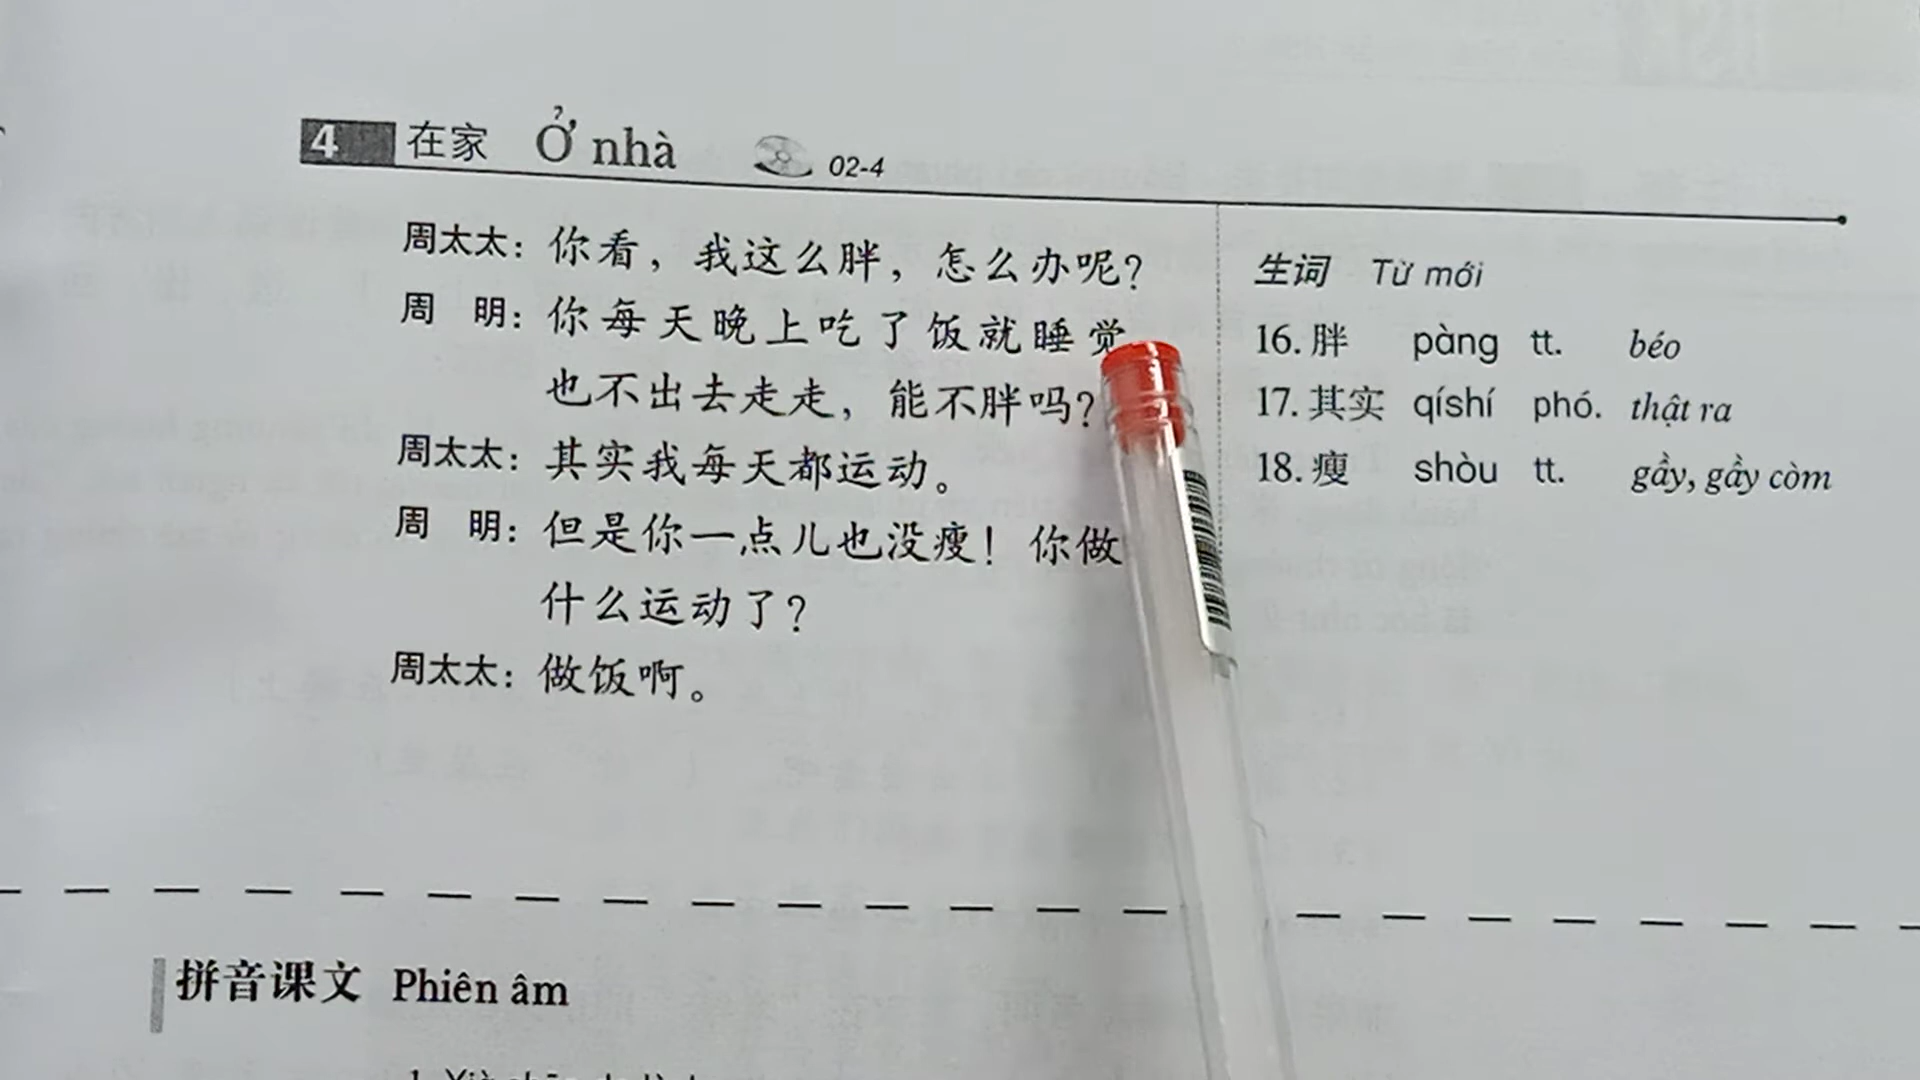 4 在家 Ở nhà 02-4
周太太：你看，我这么胖，怎么办呢？
周 明：你每天晚上吃了饭就睡觉
也不出去走走，能不胖吗？
周太太：其实我每天都运动。
周 明：但是你一点儿也没瘦！你做
什么运动了？
周太太：做饭啊。
生词 Từ mới
16. 胖 pàng tt. béo
17. 其实 qíshí phó. thật ra
18. 瘦 shòu tt. gầy, gầy còm
拼音课文 Phiên âm